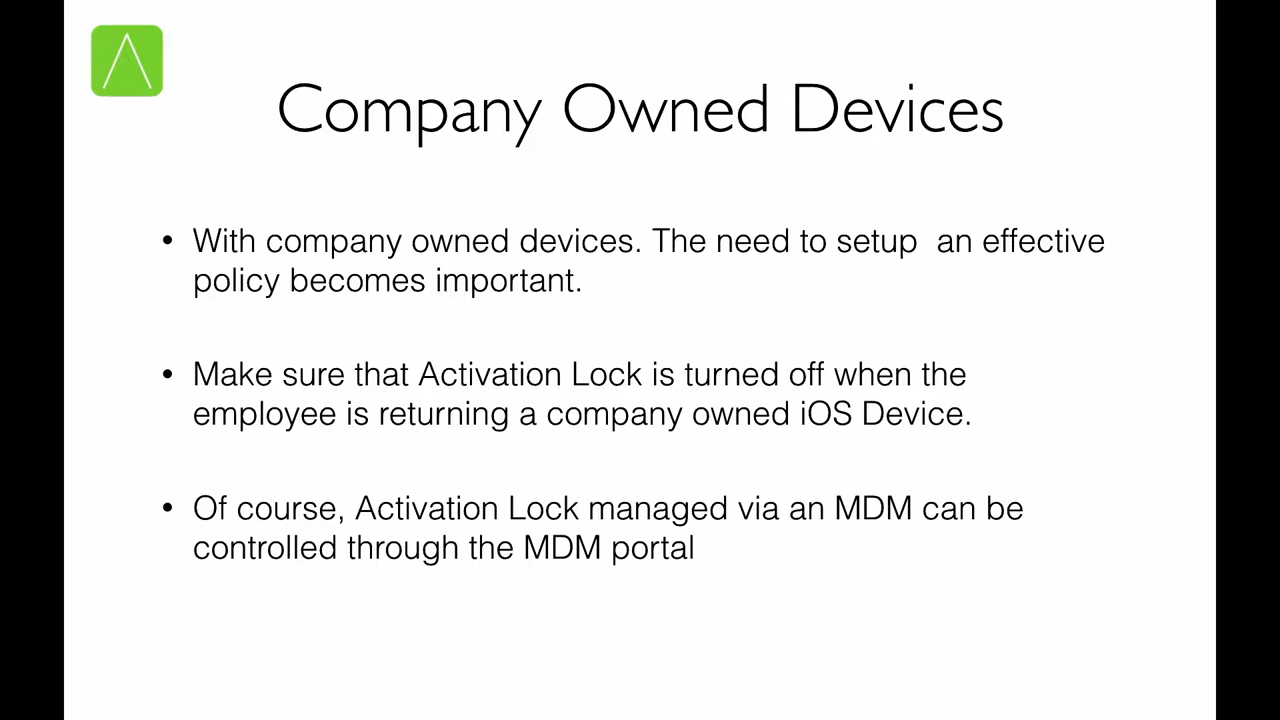 Company Owned Devices
• With company owned devices. The need to setup  an effective
policy becomes important.
• Make sure that Activation Lock is turned off when the
employee is returning a company owned iOS Device.
• Of course, Activation Lock managed via an MDM can be
controlled through the MDM portal